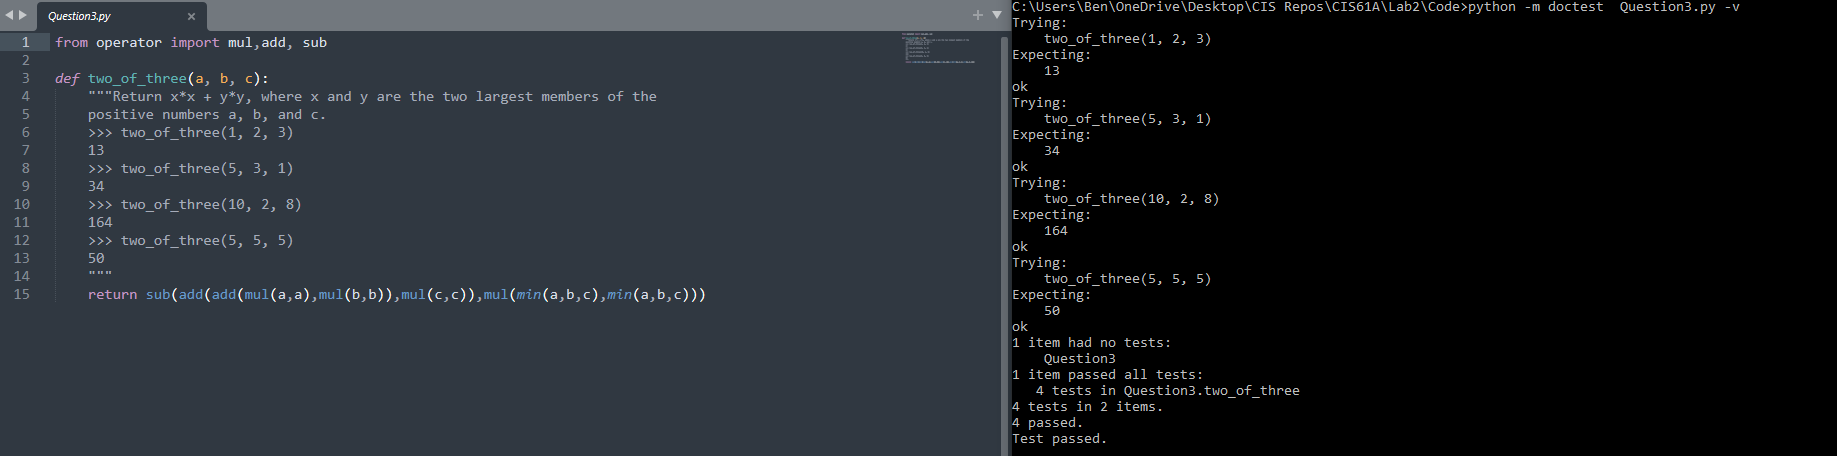 Question3.py
1 from operator import mul,add, sub
2
3 def two_of_three(a, b, c):
4 """Return x*x + y*y, where x and y are the two largest members of the
5 positive numbers a, b, and c.
6 >>> two_of_three(1, 2, 3)
7 13
8 >>> two_of_three(5, 3, 1)
9 34
10 >>> two_of_three(10, 2, 8)
11 164
12 >>> two_of_three(5, 5, 5)
13 50
14 """
15 return sub(add(add(mul(a,a),mul(b,b)),mul(c,c)),mul(min(a,b,c),min(a,b,c)))
C:\Users\Ben\OneDrive\Desktop\CIS Repos\CIS61A\Lab2\Code>python -m doctest  Question3.py -v
Trying:
two_of_three(1, 2, 3)
Expecting:
13
ok
Trying:
two_of_three(5, 3, 1)
Expecting:
34
ok
Trying:
two_of_three(10, 2, 8)
Expecting:
164
ok
Trying:
two_of_three(5, 5, 5)
Expecting:
50
ok
1 item had no tests:
Question3
1 item passed all tests:
4 tests in Question3.two_of_three
4 tests in 2 items.
4 passed.
Test passed.